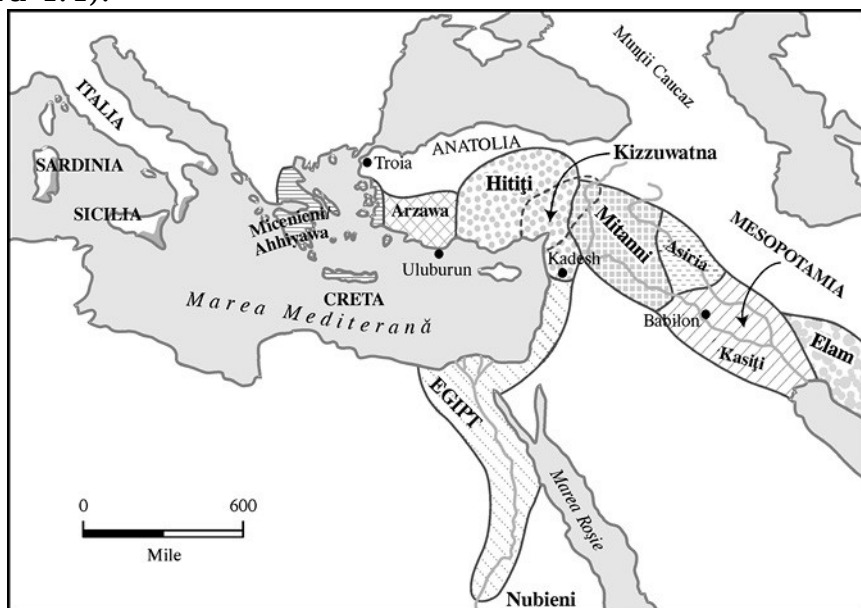 Munții Caucaz
ITALIA
ANATOLIA
Troia
Kizzuwatna
SARDINIA
Hitiți
SICILIA
Micenieni/
Ahhiyawa
Arzawa
Mitanni
MESOPOTAMIA
Asiria
Uluburun
Kadesh
CRETA
Marea Mediterană
Babilon
Kasiți
Elam
EGIPT
Marea Roșie
0 600
Mile
Nubieni